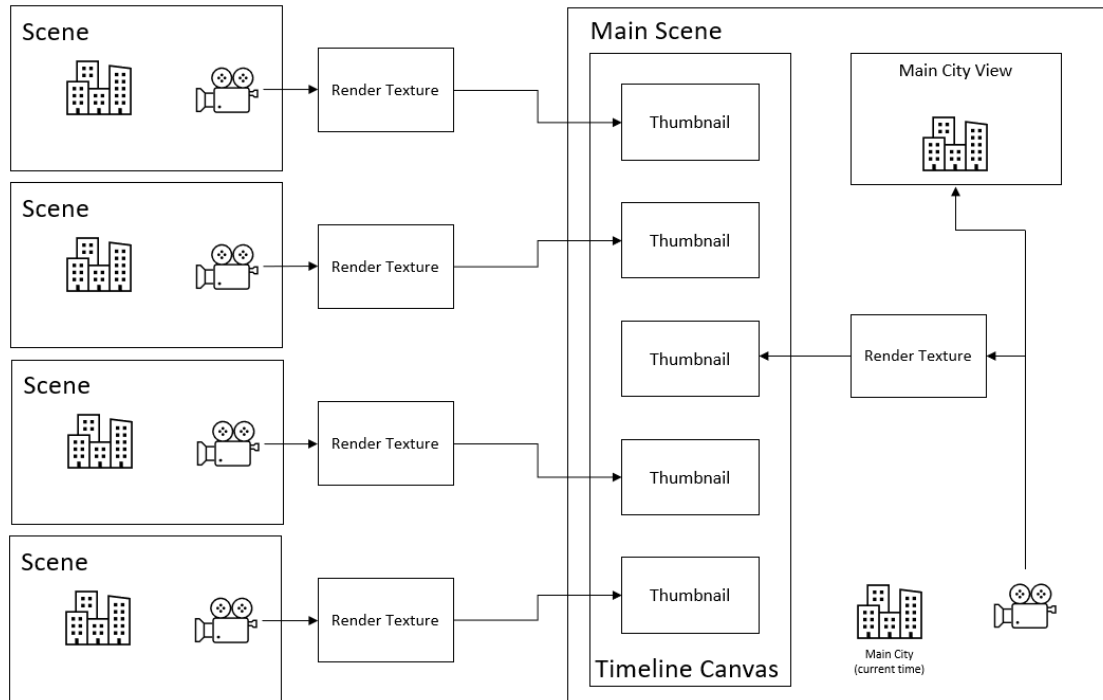 Scene
Render Texture
Scene
Render Texture
Scene
Render Texture
Scene
Render Texture
Main Scene
Thumbnail
Thumbnail
Thumbnail
Thumbnail
Thumbnail
Timeline Canvas
Main City View
Render Texture
Main City
(current time)